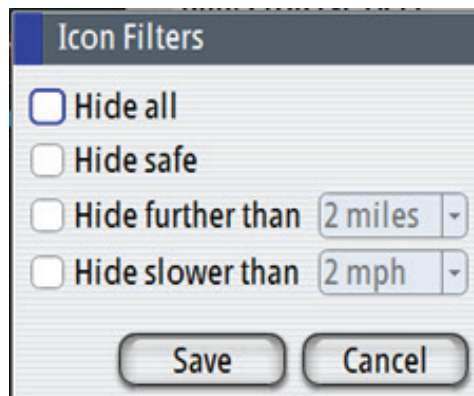 Icon Filters
Hide all
Hide safe
Hide further than 2 miles
Hide slower than 2 mph
Save Cancel